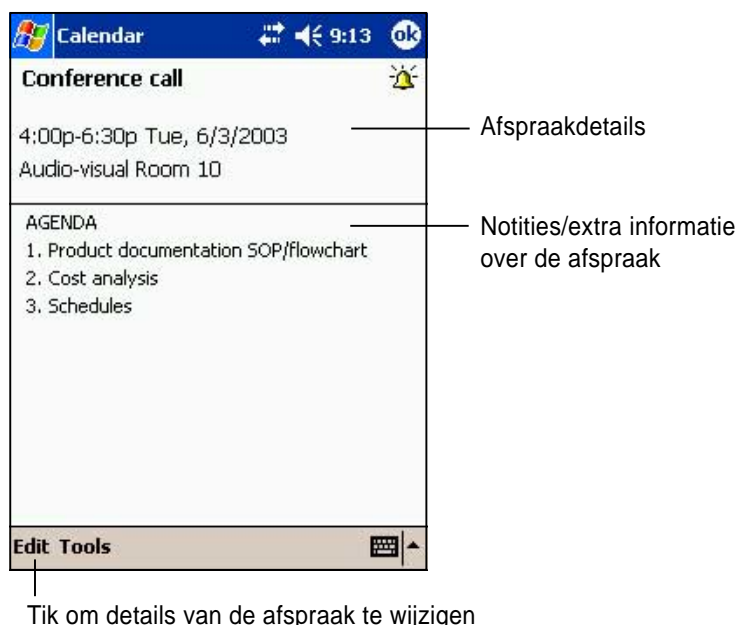 Calendar 9:13 ok
Conference call
4:00p-6:30p Tue, 6/3/2003
Audio-visual Room 10
Afspraakdetails
AGENDA
1. Product documentation SOP/flowchart
2. Cost analysis
3. Schedules
Notities/extra informatie
over de afspraak
Edit Tools
Tik om details van de afspraak te wijzigen